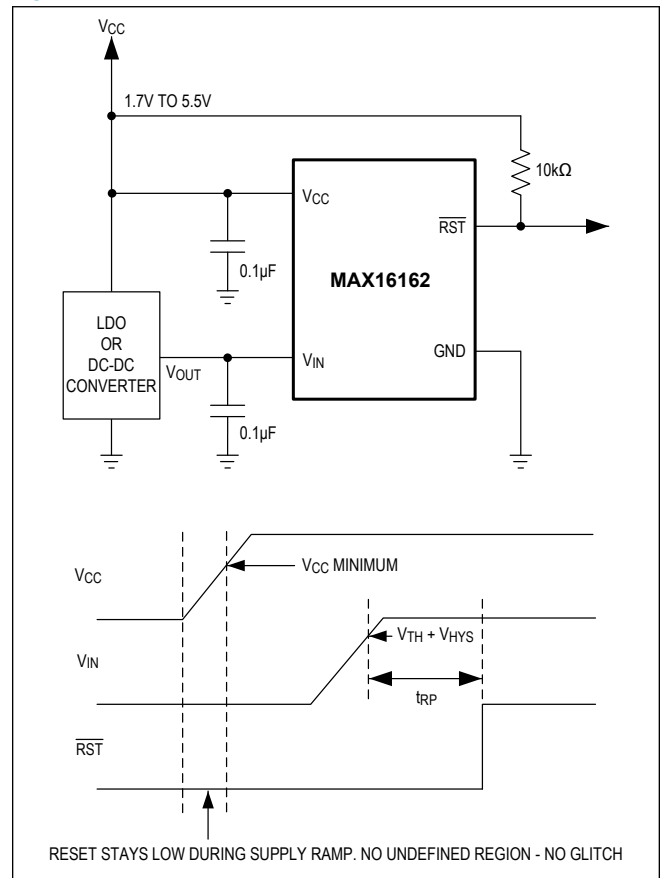 VCC
1.7V TO 5.5V
10kΩ
VCC
RST
0.1µF
MAX16162
LDO
OR
DC-DC
CONVERTER
VOUT
VIN
GND
0.1µF
VCC
VCC MINIMUM
VIN
VTH + VHYS
tRP
RST
RESET STAYS LOW DURING SUPPLY RAMP. NO UNDEFINED REGION - NO GLITCH